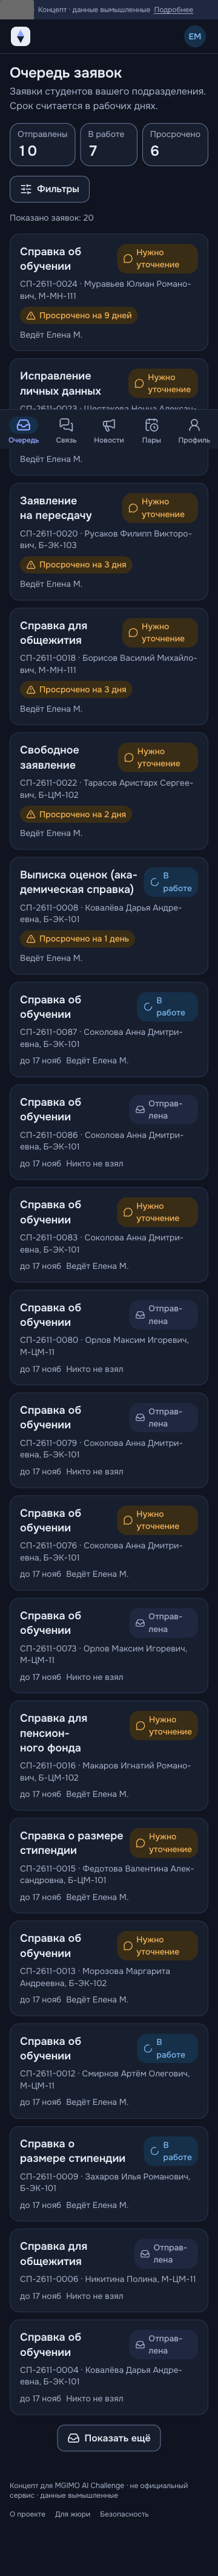 Концепт · данные вымышленные Подробнее
ЕМ
Очередь заявок
Заявки студентов вашего подразделения.
Срок считается в рабочих днях.
Отправлены
10
В работе
7
Просрочено
6
Фильтры
Показано заявок: 20
Справка об
обучении
Нужно
уточнение
СП-2611-0024 · Муравьев Юлиан Романо-
вич, М-МН-111
Просрочено на 9 дней
Ведёт Елена М.
Исправление
личных данных
Нужно
уточнение
Очередь
Связь
Новости
Пары
Профиль
Ведёт Елена М.
Заявление
на пересдачу
Нужно
уточнение
СП-2611-0020 · Русаков Филипп Викторо-
вич, Б-ЭК-103
Просрочено на 3 дня
Ведёт Елена М.
Справка для
общежития
Нужно
уточнение
СП-2611-0018 · Борисов Василий Михайло-
вич, М-МН-111
Просрочено на 3 дня
Ведёт Елена М.
Свободное
заявление
Нужно
уточнение
СП-2611-0022 · Тарасов Аристарх Сергее-
вич, Б-ЦМ-102
Просрочено на 2 дня
Ведёт Елена М.
Выписка оценок (ака-
демическая справка)
В
работе
СП-2611-0008 · Ковалёва Дарья Андре-
евна, Б-ЭК-101
Просрочено на 1 день
Ведёт Елена М.
Справка об
обучении
В
работе
СП-2611-0087 · Соколова Анна Дмитри-
евна, Б-ЭК-101
до 17 нояб Ведёт Елена М.
Справка об
обучении
Отправ-
лена
СП-2611-0086 · Соколова Анна Дмитри-
евна, Б-ЭК-101
до 17 нояб Никто не взял
Справка об
обучении
Нужно
уточнение
СП-2611-0083 · Соколова Анна Дмитри-
евна, Б-ЭК-101
до 17 нояб Ведёт Елена М.
Справка об
обучении
Отправ-
лена
СП-2611-0080 · Орлов Максим Игоревич,
М-ЦМ-11
до 17 нояб Никто не взял
Справка об
обучении
Отправ-
лена
СП-2611-0079 · Соколова Анна Дмитри-
евна, Б-ЭК-101
до 17 нояб Никто не взял
Справка об
обучении
Нужно
уточнение
СП-2611-0076 · Соколова Анна Дмитри-
евна, Б-ЭК-101
до 17 нояб Ведёт Елена М.
Справка об
обучении
Отправ-
лена
СП-2611-0073 · Орлов Максим Игоревич,
М-ЦМ-11
до 17 нояб Никто не взял
Справка для
пенсион-
ного фонда
Нужно
уточнение
СП-2611-0016 · Макаров Игнатий Романо-
вич, Б-ЦМ-102
до 17 нояб Ведёт Елена М.
Справка о размере
стипендии
Нужно
уточнение
СП-2611-0015 · Федотова Валентина Алек-
сандровна, Б-ЦМ-101
до 17 нояб Ведёт Елена М.
Справка об
обучении
Нужно
уточнение
СП-2611-0013 · Морозова Маргарита
Андреевна, Б-ЭК-102
до 17 нояб Ведёт Елена М.
Справка об
обучении
В
работе
СП-2611-0012 · Смирнов Артём Олегович,
М-ЦМ-11
до 17 нояб Ведёт Елена М.
Справка о
размере стипендии
В
работе
СП-2611-0009 · Захаров Илья Романович,
Б-ЭК-101
до 17 нояб Ведёт Елена М.
Справка для
общежития
Отправ-
лена
СП-2611-0006 · Никитина Полина, М-ЦМ-11
до 17 нояб Никто не взял
Справка об
обучении
Отправ-
лена
СП-2611-0004 · Ковалёва Дарья Андре-
евна, Б-ЭК-101
до 17 нояб Никто не взял
Показать ещё
Концепт для MGIMO AI Challenge · не официальный
сервис · данные вымышленные
О проекте Для жюри Безопасность